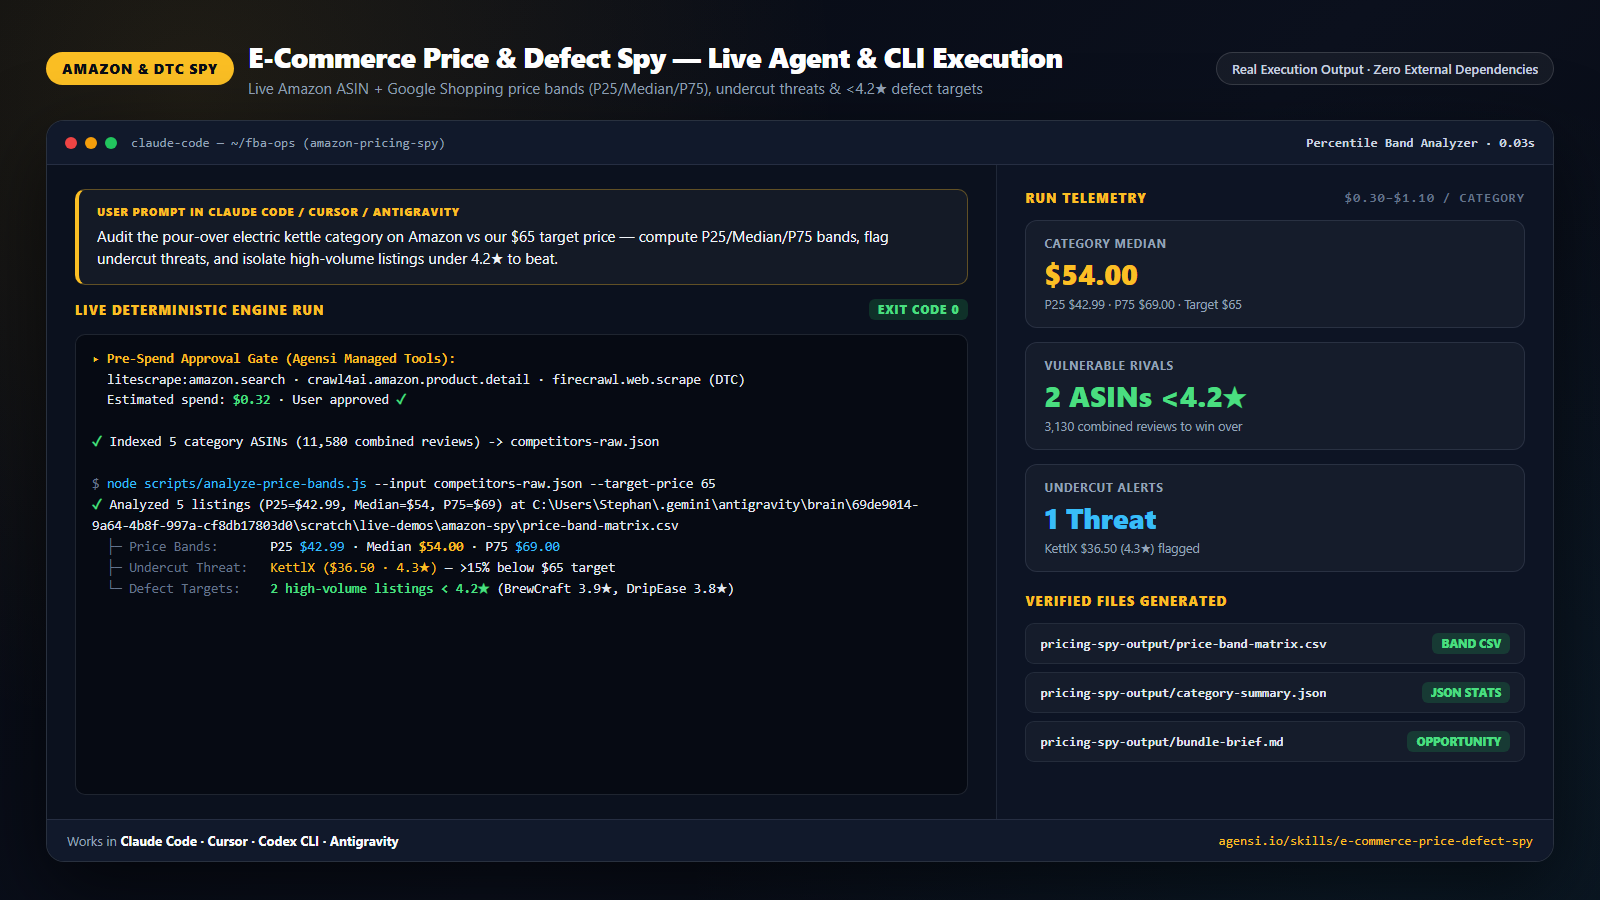 AMAZON & DTC SPY
E-Commerce Price & Defect Spy — Live Agent & CLI Execution
Live Amazon ASIN + Google Shopping price bands (P25/Median/P75), undercut threats & <4.2★ defect targets
Real Execution Output · Zero External Dependencies
claude-code — ~/fba-ops (amazon-pricing-spy)
Percentile Band Analyzer · 0.03s
USER PROMPT IN CLAUDE CODE / CURSOR / ANTIGRAVITY
Audit the pour-over electric kettle category on Amazon vs our $65 target price — compute P25/Median/P75 bands, flag
undercut threats, and isolate high-volume listings under 4.2★ to beat.
LIVE DETERMINISTIC ENGINE RUN
EXIT CODE 0
▸ Pre-Spend Approval Gate (Agensi Managed Tools):
litescrape:amazon.search · crawl4ai.amazon.product.detail · firecrawl.web.scrape (DTC)
Estimated spend: $0.32 · User approved ✓
✓ Indexed 5 category ASINs (11,580 combined reviews) -> competitors-raw.json
$ node scripts/analyze-price-bands.js --input competitors-raw.json --target-price 65
✓ Analyzed 5 listings (P25=$42.99, Median=$54, P75=$69) at C:\Users\Stephan\.gemini\antigravity\brain\69de9014-
9a64-4b8f-997a-cf8db17803d0\scratch\live-demos\amazon-spy\price-band-matrix.csv
├─ Price Bands: P25 $42.99 · Median $54.00 · P75 $69.00
├─ Undercut Threat: KettlX ($36.50 · 4.3★) — >15% below $65 target
└─ Defect Targets: 2 high-volume listings < 4.2★ (BrewCraft 3.9★, DripEase 3.8★)
RUN TELEMETRY
$0.30–$1.10 / CATEGORY
CATEGORY MEDIAN
$54.00
P25 $42.99 · P75 $69.00 · Target $65
VULNERABLE RIVALS
2 ASINs <4.2★
3,130 combined reviews to win over
UNDERCUT ALERTS
1 Threat
KettlX $36.50 (4.3★) flagged
VERIFIED FILES GENERATED
pricing-spy-output/price-band-matrix.csv
BAND CSV
pricing-spy-output/category-summary.json
JSON STATS
pricing-spy-output/bundle-brief.md
OPPORTUNITY
Works in Claude Code · Cursor · Codex CLI · Antigravity
agensi.io/skills/e-commerce-price-defect-spy